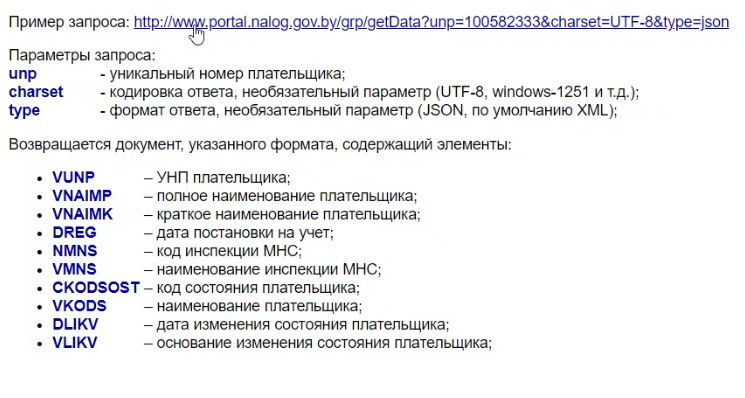 Пример запроса: http://www.portal.nalog.gov.by/grp/getData?unp=100582333&charset=UTF-8&type=json
Параметры запроса:
unp - уникальный номер плательщика;
charset - кодировка ответа, необязательный параметр (UTF-8, windows-1251 и т.д.);
type - формат ответа, необязательный параметр (JSON, по умолчанию XML);
Возвращается документ, указанного формата, содержащий элементы:
• VUNP – УНП плательщика;
• VNAIMP – полное наименование плательщика;
• VNAIMK – краткое наименование плательщика;
• DREG – дата постановки на учет;
• NMNS – код инспекции МНС;
• VMNS – наименование инспекции МНС;
• CKODSOST – код состояния плательщика;
• VKODS – наименование плательщика;
• DLIKV – дата изменения состояния плательщика;
• VLIKV – основание изменения состояния плательщика;